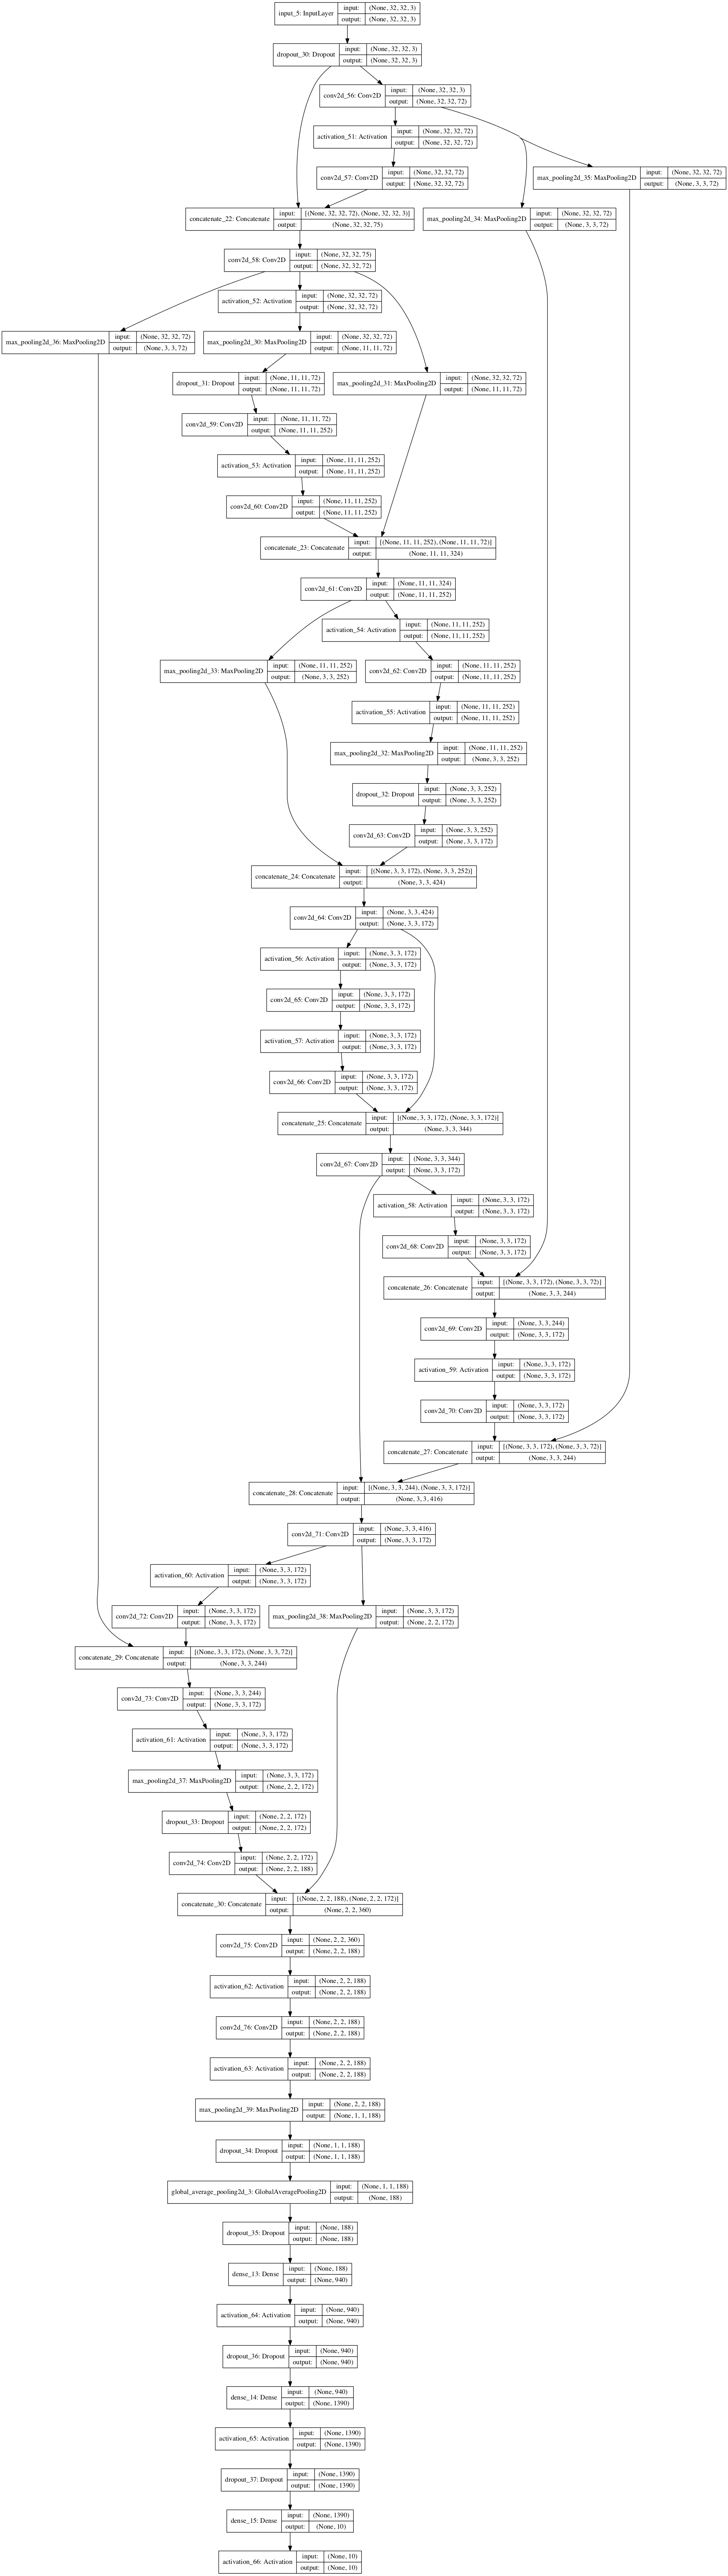 input_5: InputLayer
input: (None, 32, 32, 3)
output: (None, 32, 32, 3)
dropout_30: Dropout
input: (None, 32, 32, 3)
output: (None, 32, 32, 3)
conv2d_56: Conv2D
input: (None, 32, 32, 3)
output: (None, 32, 32, 72)
activation_51: Activation
input: (None, 32, 32, 72)
output: (None, 32, 32, 72)
conv2d_57: Conv2D
input: (None, 32, 32, 72)
output: (None, 32, 32, 72)
max_pooling2d_35: MaxPooling2D
input: (None, 32, 32, 72)
output: (None, 3, 3, 72)
concatenate_22: Concatenate
input: [(None, 32, 32, 72), (None, 32, 32, 3)]
output: (None, 32, 32, 75)
max_pooling2d_34: MaxPooling2D
input: (None, 32, 32, 72)
output: (None, 3, 3, 72)
conv2d_58: Conv2D
input: (None, 32, 32, 75)
output: (None, 32, 32, 72)
activation_52: Activation
input: (None, 32, 32, 72)
output: (None, 32, 32, 72)
max_pooling2d_36: MaxPooling2D
input: (None, 32, 32, 72)
output: (None, 3, 3, 72)
max_pooling2d_30: MaxPooling2D
input: (None, 32, 32, 72)
output: (None, 11, 11, 72)
dropout_31: Dropout
input: (None, 11, 11, 72)
output: (None, 11, 11, 72)
max_pooling2d_31: MaxPooling2D
input: (None, 32, 32, 72)
output: (None, 11, 11, 72)
conv2d_59: Conv2D
input: (None, 11, 11, 72)
output: (None, 11, 11, 252)
activation_53: Activation
input: (None, 11, 11, 252)
output: (None, 11, 11, 252)
conv2d_60: Conv2D
input: (None, 11, 11, 252)
output: (None, 11, 11, 252)
concatenate_23: Concatenate
input: [(None, 11, 11, 252), (None, 11, 11, 72)]
output: (None, 11, 11, 324)
conv2d_61: Conv2D
input: (None, 11, 11, 324)
output: (None, 11, 11, 252)
activation_54: Activation
input: (None, 11, 11, 252)
output: (None, 11, 11, 252)
max_pooling2d_33: MaxPooling2D
input: (None, 11, 11, 252)
output: (None, 3, 3, 252)
conv2d_62: Conv2D
input: (None, 11, 11, 252)
output: (None, 11, 11, 252)
activation_55: Activation
input: (None, 11, 11, 252)
output: (None, 11, 11, 252)
max_pooling2d_32: MaxPooling2D
input: (None, 11, 11, 252)
output: (None, 3, 3, 252)
dropout_32: Dropout
input: (None, 3, 3, 252)
output: (None, 3, 3, 252)
conv2d_63: Conv2D
input: (None, 3, 3, 252)
output: (None, 3, 3, 172)
concatenate_24: Concatenate
input: [(None, 3, 3, 172), (None, 3, 3, 252)]
output: (None, 3, 3, 424)
conv2d_64: Conv2D
input: (None, 3, 3, 424)
output: (None, 3, 3, 172)
activation_56: Activation
input: (None, 3, 3, 172)
output: (None, 3, 3, 172)
conv2d_65: Conv2D
input: (None, 3, 3, 172)
output: (None, 3, 3, 172)
activation_57: Activation
input: (None, 3, 3, 172)
output: (None, 3, 3, 172)
conv2d_66: Conv2D
input: (None, 3, 3, 172)
output: (None, 3, 3, 172)
concatenate_25: Concatenate
input: [(None, 3, 3, 172), (None, 3, 3, 172)]
output: (None, 3, 3, 344)
conv2d_67: Conv2D
input: (None, 3, 3, 344)
output: (None, 3, 3, 172)
activation_58: Activation
input: (None, 3, 3, 172)
output: (None, 3, 3, 172)
conv2d_68: Conv2D
input: (None, 3, 3, 172)
output: (None, 3, 3, 172)
concatenate_26: Concatenate
input: [(None, 3, 3, 172), (None, 3, 3, 72)]
output: (None, 3, 3, 244)
conv2d_69: Conv2D
input: (None, 3, 3, 244)
output: (None, 3, 3, 172)
activation_59: Activation
input: (None, 3, 3, 172)
output: (None, 3, 3, 172)
conv2d_70: Conv2D
input: (None, 3, 3, 172)
output: (None, 3, 3, 172)
concatenate_27: Concatenate
input: [(None, 3, 3, 172), (None, 3, 3, 72)]
output: (None, 3, 3, 244)
concatenate_28: Concatenate
input: [(None, 3, 3, 244), (None, 3, 3, 172)]
output: (None, 3, 3, 416)
conv2d_71: Conv2D
input: (None, 3, 3, 416)
output: (None, 3, 3, 172)
activation_60: Activation
input: (None, 3, 3, 172)
output: (None, 3, 3, 172)
conv2d_72: Conv2D
input: (None, 3, 3, 172)
output: (None, 3, 3, 172)
max_pooling2d_38: MaxPooling2D
input: (None, 3, 3, 172)
output: (None, 2, 2, 172)
concatenate_29: Concatenate
input: [(None, 3, 3, 172), (None, 3, 3, 72)]
output: (None, 3, 3, 244)
conv2d_73: Conv2D
input: (None, 3, 3, 244)
output: (None, 3, 3, 172)
activation_61: Activation
input: (None, 3, 3, 172)
output: (None, 3, 3, 172)
max_pooling2d_37: MaxPooling2D
input: (None, 3, 3, 172)
output: (None, 2, 2, 172)
dropout_33: Dropout
input: (None, 2, 2, 172)
output: (None, 2, 2, 172)
conv2d_74: Conv2D
input: (None, 2, 2, 172)
output: (None, 2, 2, 188)
concatenate_30: Concatenate
input: [(None, 2, 2, 188), (None, 2, 2, 172)]
output: (None, 2, 2, 360)
conv2d_75: Conv2D
input: (None, 2, 2, 360)
output: (None, 2, 2, 188)
activation_62: Activation
input: (None, 2, 2, 188)
output: (None, 2, 2, 188)
conv2d_76: Conv2D
input: (None, 2, 2, 188)
output: (None, 2, 2, 188)
activation_63: Activation
input: (None, 2, 2, 188)
output: (None, 2, 2, 188)
max_pooling2d_39: MaxPooling2D
input: (None, 2, 2, 188)
output: (None, 1, 1, 188)
dropout_34: Dropout
input: (None, 1, 1, 188)
output: (None, 1, 1, 188)
global_average_pooling2d_3: GlobalAveragePooling2D
input: (None, 1, 1, 188)
output: (None, 188)
dropout_35: Dropout
input: (None, 188)
output: (None, 188)
dense_13: Dense
input: (None, 188)
output: (None, 940)
activation_64: Activation
input: (None, 940)
output: (None, 940)
dropout_36: Dropout
input: (None, 940)
output: (None, 940)
dense_14: Dense
input: (None, 940)
output: (None, 1390)
activation_65: Activation
input: (None, 1390)
output: (None, 1390)
dropout_37: Dropout
input: (None, 1390)
output: (None, 1390)
dense_15: Dense
input: (None, 1390)
output: (None, 10)
activation_66: Activation
input: (None, 10)
output: (None, 10)